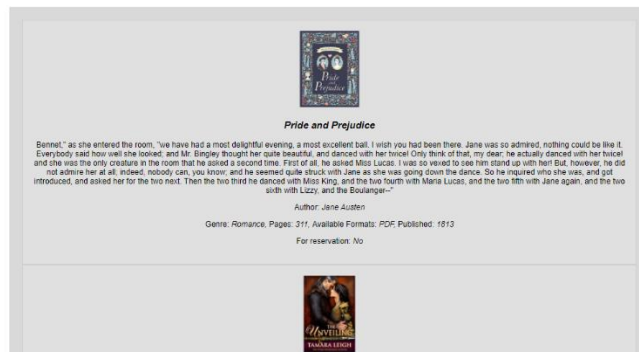 Pride
and
Prejudice
Pride and Prejudice
Bennet," as she entered the room, "we have had a most delightful evening, a most excellent ball. I wish you had been there. Jane was so admired, nothing could be like it.
Everybody said how well she looked; and Mr. Bingley thought her quite beautiful, and danced with her twice! Only think of that, my dear; he actually danced with her twice!
and she was the only creature in the room that he asked a second time. First of all, he asked Miss Lucas. I was so vexed to see him stand up with her! But, however, he did
not admire her at all; indeed, nobody can, you know; and he seemed quite struck with Jane as she was going down the dance. So he inquired who she was, and got
introduced, and asked her for the two next. Then the two third he danced with Miss King, and the two fourth with Maria Lucas, and the two fifth with Jane again, and the two
sixth with Lizzy, and the Boulanger--"
Author: Jane Austen
Genre: Romance, Pages: 311, Available Formats: PDF, Published: 1813
For reservation: No
THE
UNVEILING
TAMARA LEIGH